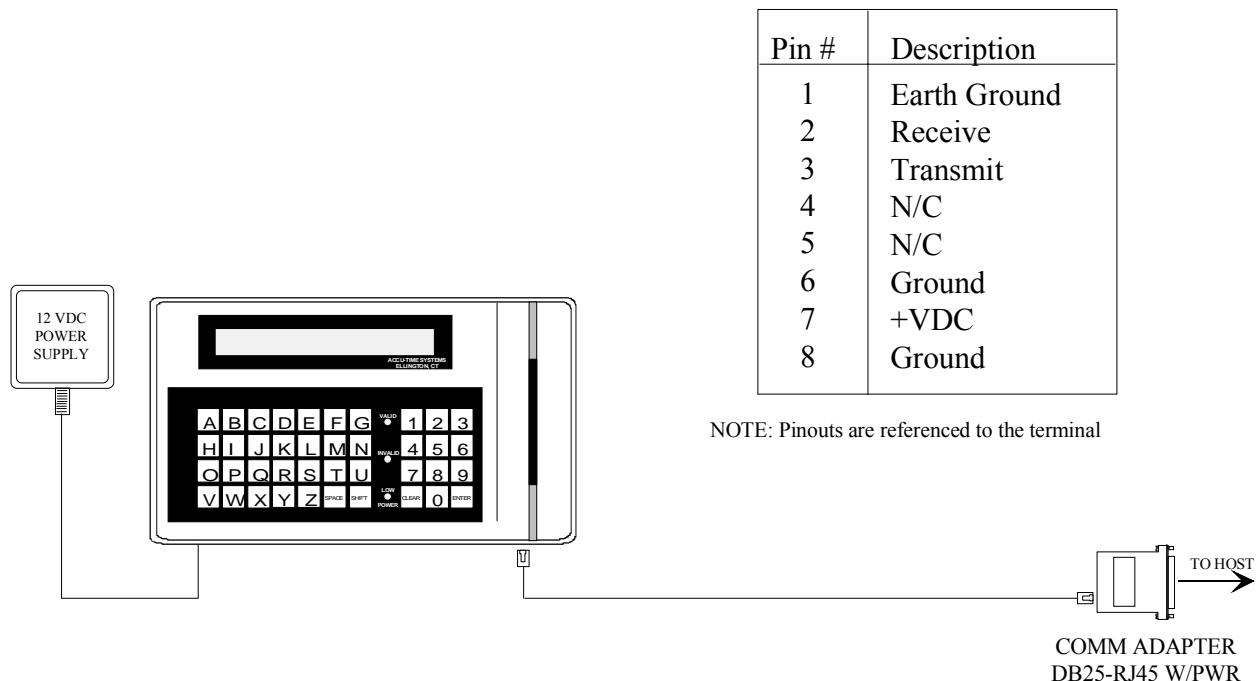 Pin # Description
1 Earth Ground
2 Receive
3 Transmit
4 N/C
5 N/C
6 Ground
7 +VDC
8 Ground
NOTE: Pinouts are referenced to the terminal
12 VDC
POWER
SUPPLY
ACCU-TIME SYSTEMS
ELLINGTON, CT
A B C D E F G VALID 1 2 3
H I J K L M N INVALID 4 5 6
O P Q R S T U 7 8 9
V W X Y Z SPACE SHIFT LOW POWER CLEAR 0 ENTER
TO HOST
COMM ADAPTER
DB25-RJ45 W/PWR